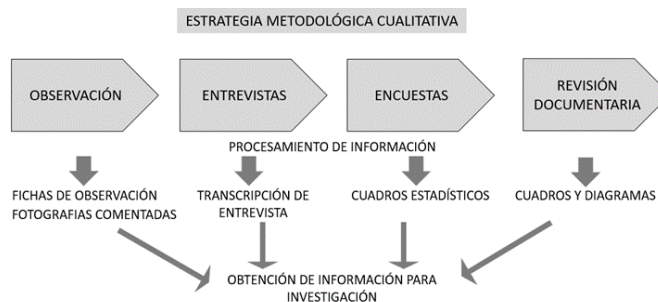 ESTRATEGIA METODOLÓGICA CUALITATIVA
OBSERVACIÓN
ENTREVISTAS
ENCUESTAS
REVISIÓN
DOCUMENTARIA
PROCESAMIENTO DE INFORMACIÓN
FICHAS DE OBSERVACIÓN
FOTOGRAFIAS COMENTADAS
TRANSCRIPCIÓN DE
ENTREVISTA
CUADROS ESTADÍSTICOS
CUADROS Y DIAGRAMAS
OBTENCIÓN DE INFORMACIÓN PARA
INVESTIGACIÓN